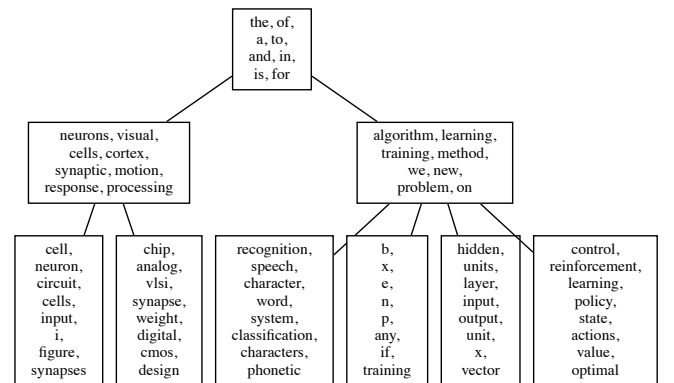 the, of,
a, to,
and, in,
is, for
neurons, visual,
cells, cortex,
synaptic, motion,
response, processing
algorithm, learning,
training, method,
we, new,
problem, on
cell,
neuron,
circuit,
cells,
input,
i,
figure,
synapses
chip,
analog,
vlsi,
synapse,
weight,
digital,
cmos,
design
recognition,
speech,
character,
word,
system,
classification,
characters,
phonetic
b,
x,
e,
n,
p,
any,
if,
training
hidden,
units,
layer,
input,
output,
unit,
x,
vector
control,
reinforcement,
learning,
policy,
state,
actions,
value,
optimal